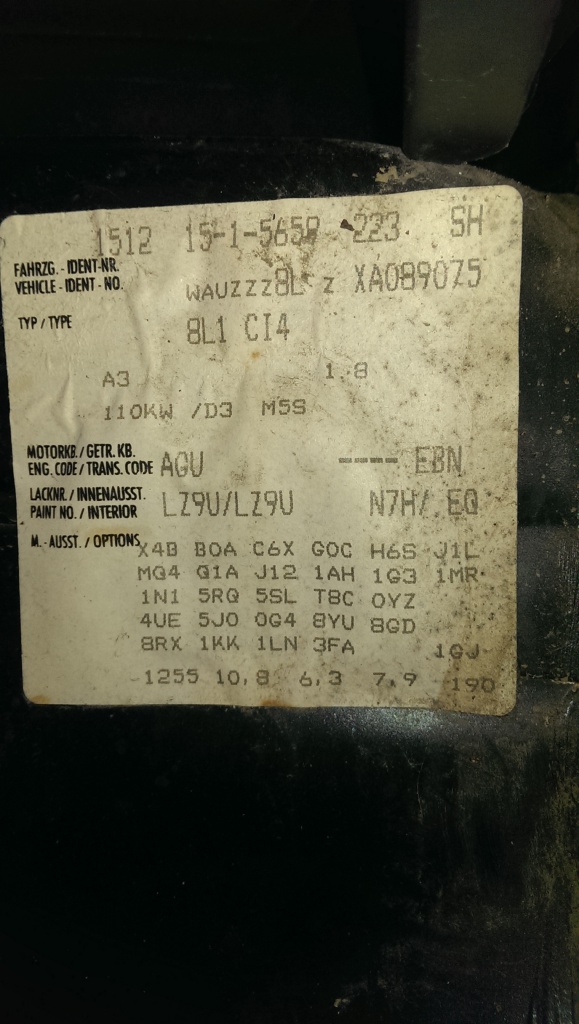 1512 15-1-5659 223 SH
FAHRZG. - IDENT-NR.
VEHICLE - IDENT - NO. WAUZZZ8L Z XA089075
TYP / TYPE 8L1 CI4
A3 1.8
110KW /D3 M5S
MOTORKB. / GETR. KB.
ENG. CODE / TRANS. CODE AGU ---- EBN
LACKNR. / INNENAUSST.
PAINT NO. / INTERIOR LZ9U/LZ9U N7H/ EQ
M. - AUSST. / OPTIONS X4B B0A C6X G0C H6S J1L
MQ4 Q1A J12 1AH 1G3 1MR
1N1 5RQ 5SL T8C 0YZ
4UE 5J0 0G4 8YU 8GD
8RX 1KK 1LN 3FA 1GJ
1255 10,8 6,3 7,9 190